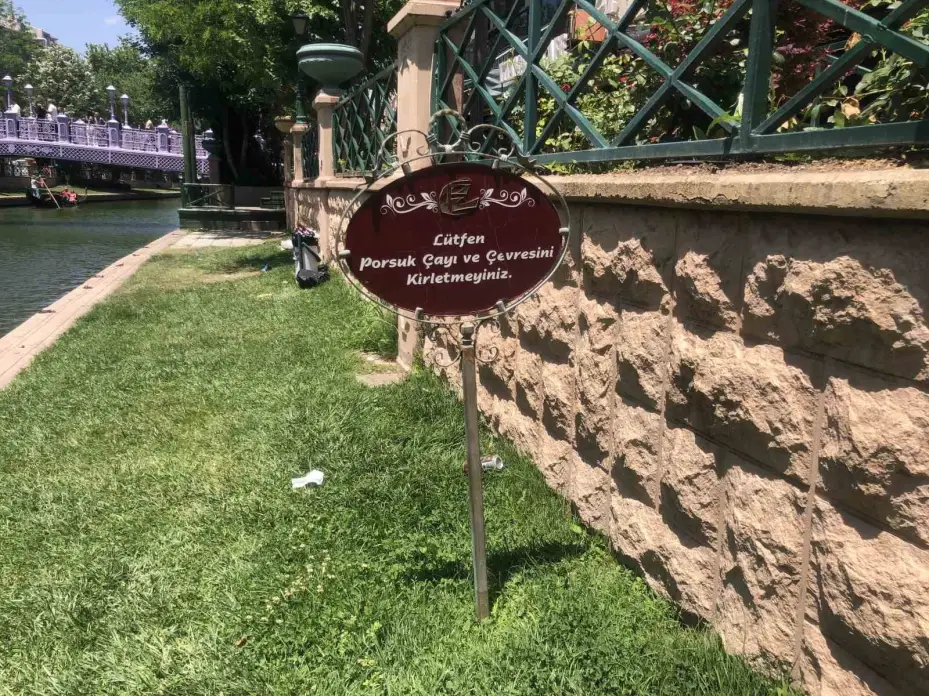 E
Lütfen
Porsuk Çayı ve Çevresini
Kirletmeyiniz.